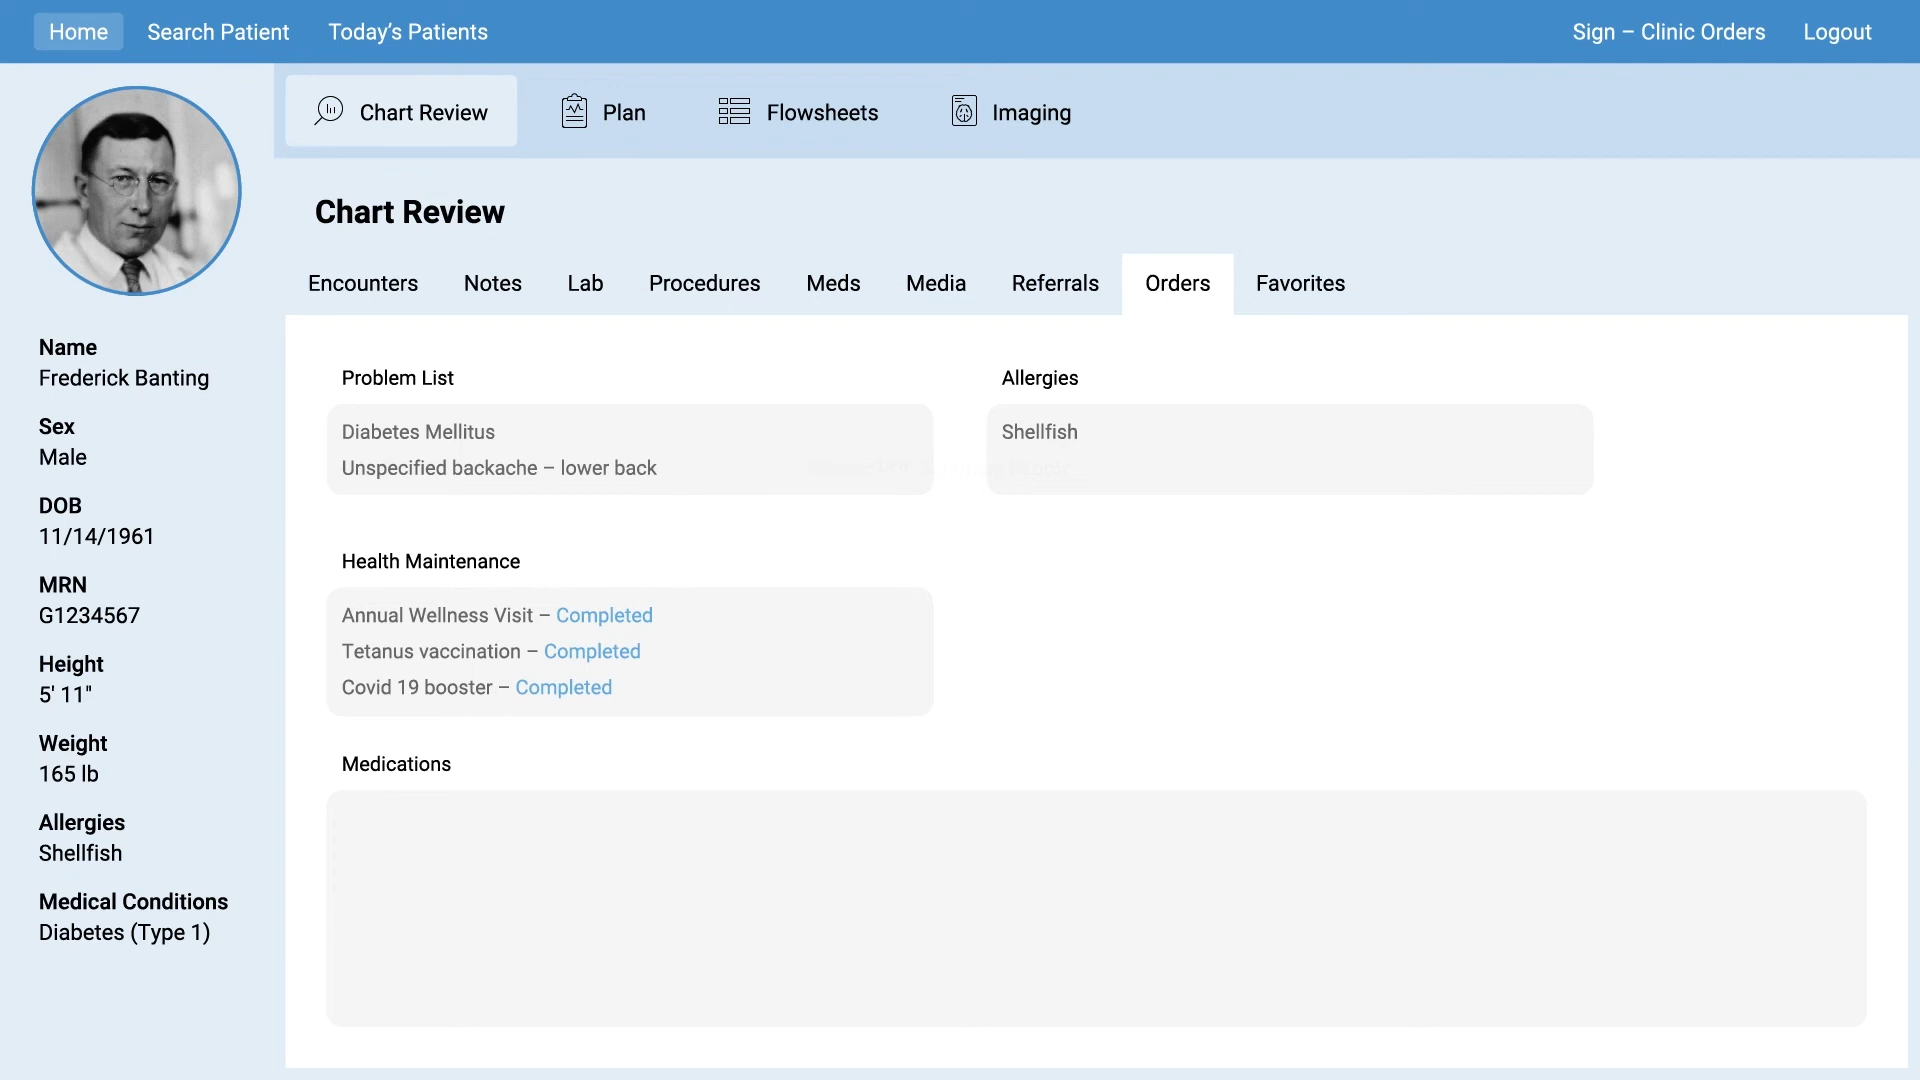 Home Search Patient Today’s Patients Sign – Clinic Orders Logout
Chart Review Plan Flowsheets Imaging
Chart Review
Encounters Notes Lab Procedures Meds Media Referrals Orders Favorites
Name
Frederick Banting
Sex
Male
DOB
11/14/1961
MRN
G1234567
Height
5' 11"
Weight
165 lb
Allergies
Shellfish
Medical Conditions
Diabetes (Type 1)
Problem List
Diabetes Mellitus
Unspecified backache – lower back
Allergies
Shellfish
Health Maintenance
Annual Wellness Visit – Completed
Tetanus vaccination – Completed
Covid 19 booster – Completed
Medications